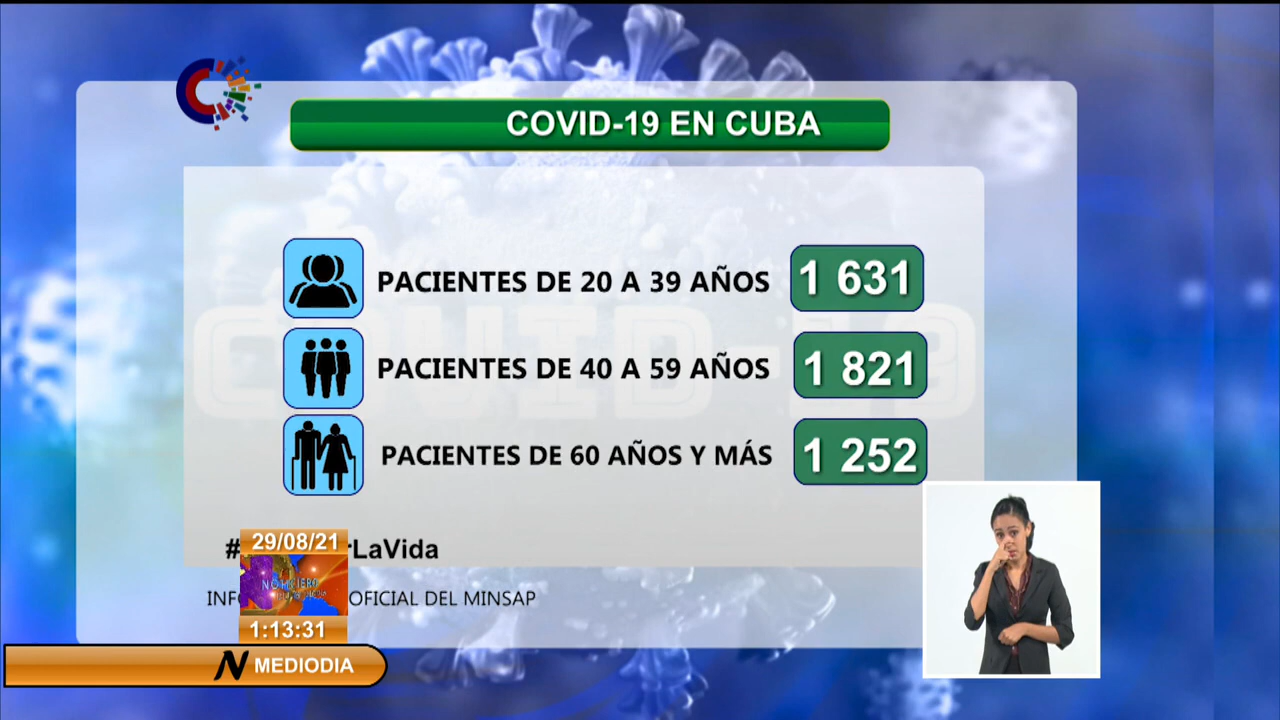 COVID-19 EN CUBA
PACIENTES DE 20 A 39 AÑOS 1 631
PACIENTES DE 40 A 59 AÑOS 1 821
PACIENTES DE 60 AÑOS Y MÁS 1 252
# LaVida
29/08/21
NOTICIERO
OFICIAL DEL MINSAP
1:13:31
N MEDIODIA